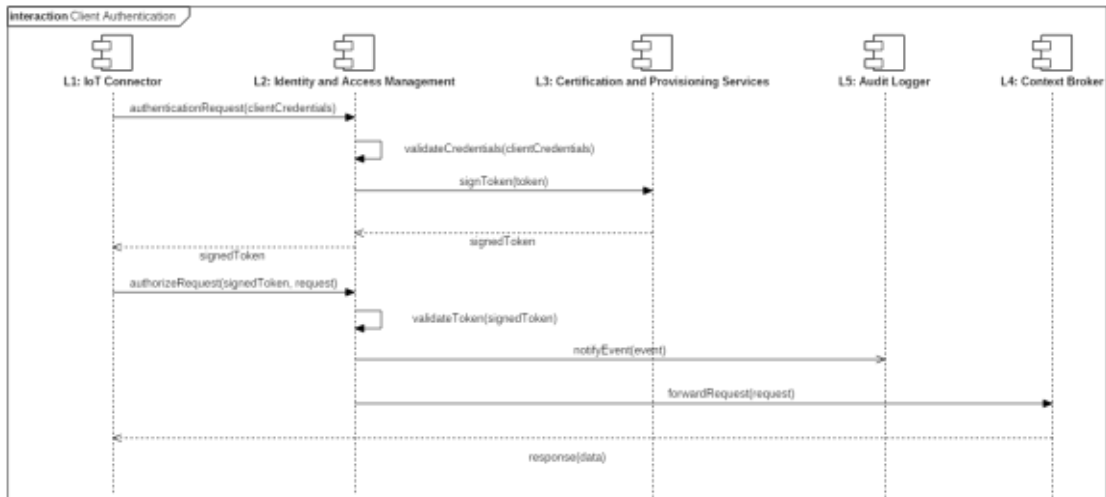 interaction Client Authentication
L1: IoT Connector
L2: Identity and Access Management
L3: Certification and Provisioning Services
L5: Audit Logger
L4: Context Broker
authenticationRequest(clientCredentials)
validateCredentials(clientCredentials)
signToken(token)
signedToken
signedToken
authorizeRequest(signedToken, request)
validateToken(signedToken)
notifyEvent(event)
forwardRequest(request)
response(data)